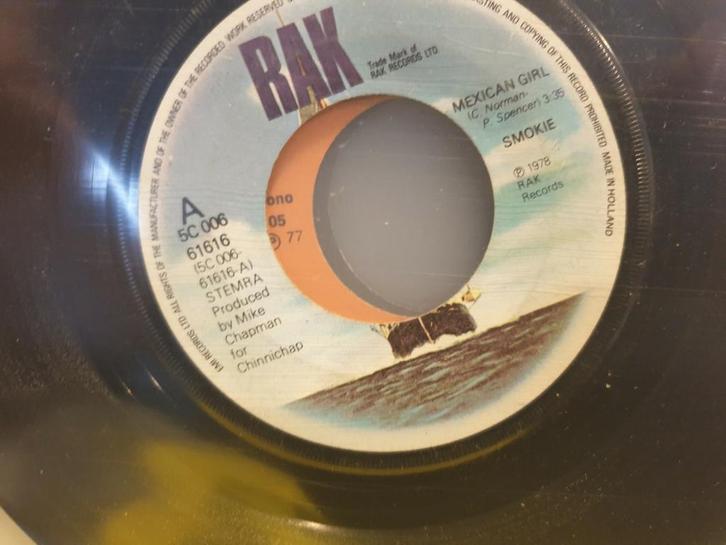 EMI RECORDS LTD ALL RIGHTS OF THE MANUFACTURER AND OF THE OWNER OF THE RECORDED WORK RESERVED
STING AND COPYING OF THIS RECORD PROHIBITED MADE IN HOLLAND
RAK
Trade Mark of
RAK RECORDS LTD
MEXICAN GIRL
(C. Norman-
P. Spencer) 3:35
SMOKIE
℗ 1978
RAK
Records
A
5C 006
61616
(5C 006-
61616-A)
STEMRA
Produced
by Mike
Chapman
for
Chinnichap
ono
05
℗ 77